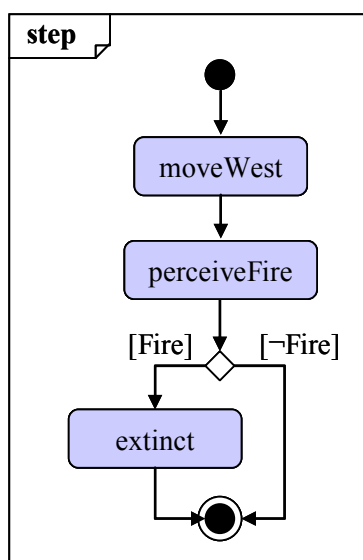 step
moveWest
perceiveFire
[Fire] [¬Fire]
extinct